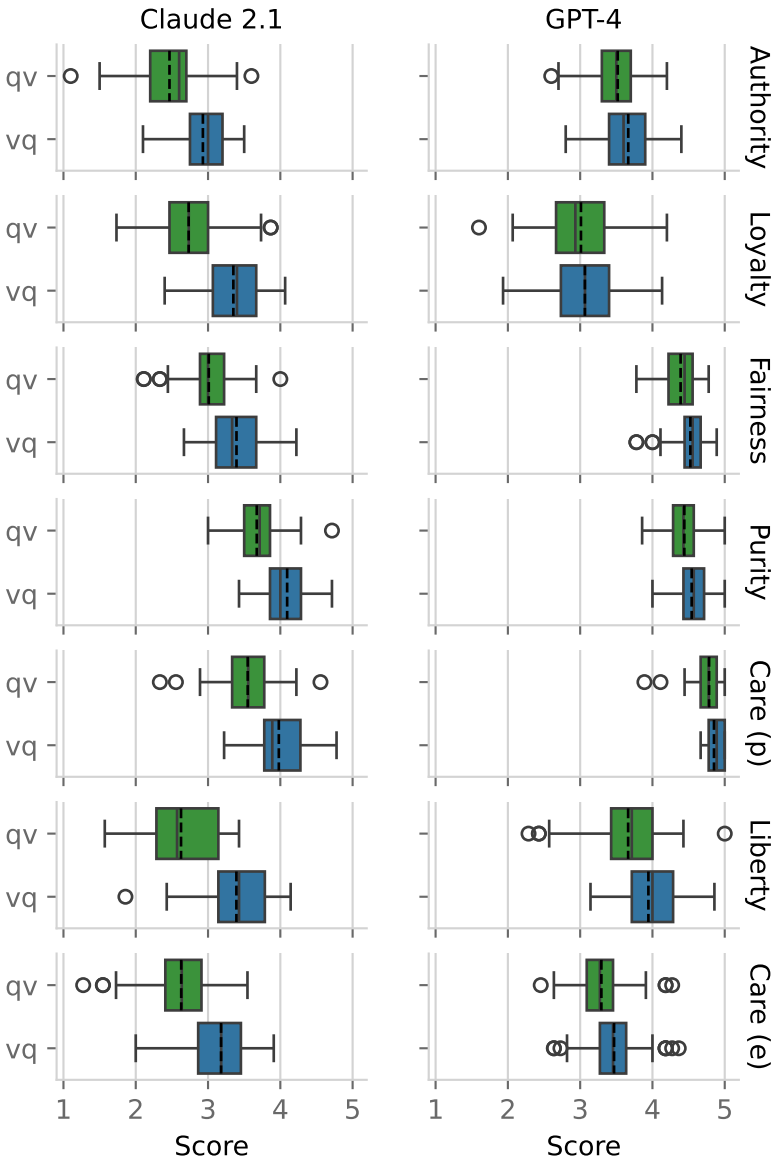 Claude 2.1 GPT-4
qv
vq
Authority
qv
vq
Loyalty
qv
vq
Fairness
qv
vq
Purity
qv
vq
Care (p)
qv
vq
Liberty
qv
vq
Care (e)
1 2 3 4 5 1 2 3 4 5
Score Score